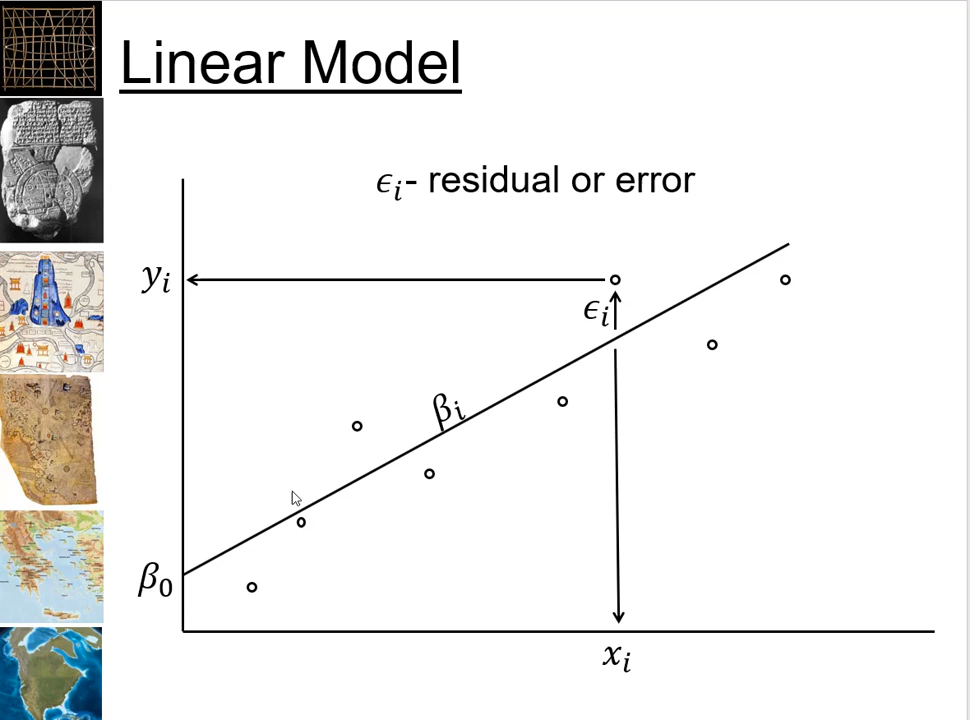 Linear Model
ϵᵢ- residual or error
yᵢ
ϵᵢ
βᵢ
β₀
xᵢ